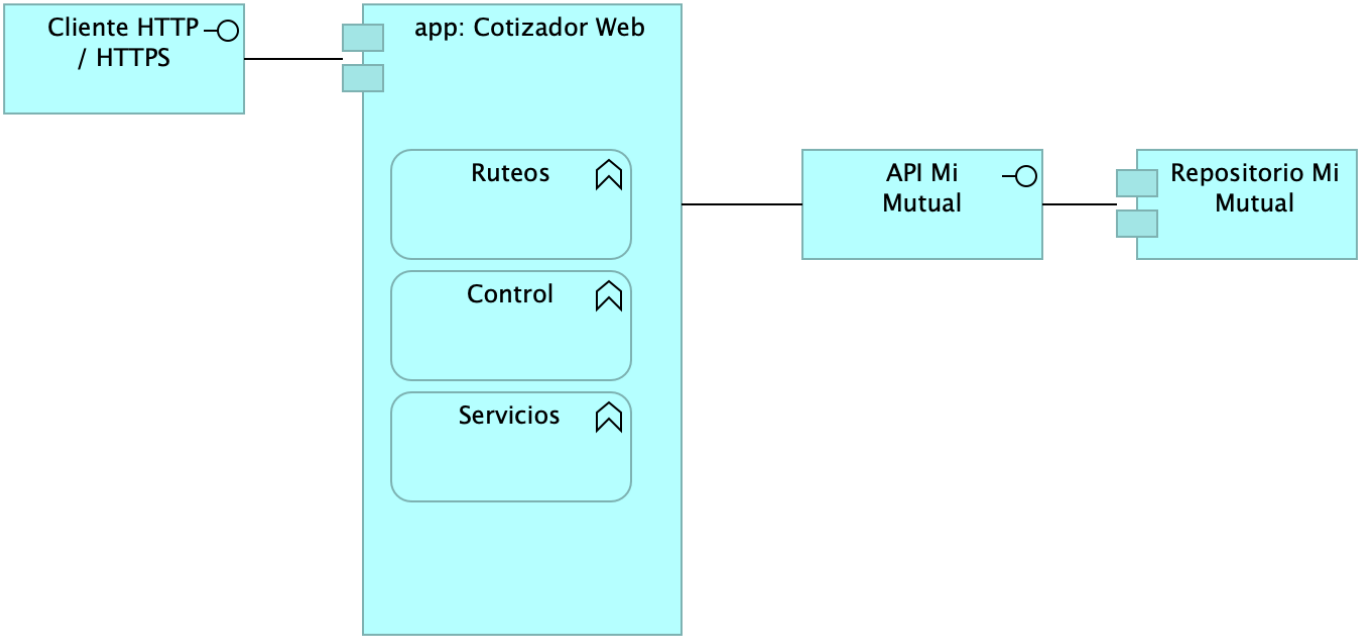 Cliente HTTP
/ HTTPS
app: Cotizador Web
Ruteos
Control
Servicios
API Mi
Mutual
Repositorio Mi
Mutual